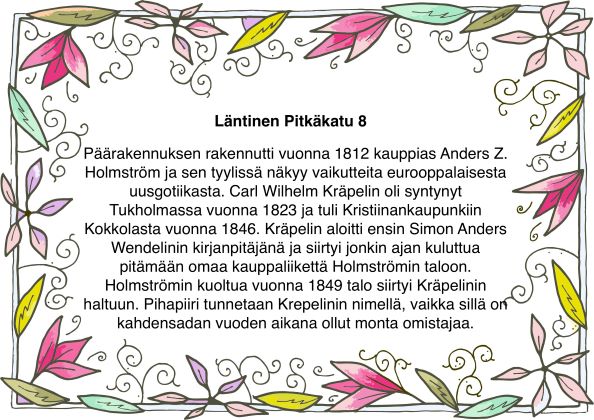 Läntinen Pitkäkatu 8
Päärakennuksen rakennutti vuonna 1812 kauppias Anders Z.
Holmström ja sen tyylissä näkyy vaikutteita eurooppalaisesta
uusgotiikasta. Carl Wilhelm Kräpelin oli syntynyt
Tukholmassa vuonna 1823 ja tuli Kristiinankaupunkiin
Kokkolasta vuonna 1846. Kräpelin aloitti ensin Simon Anders
Wendelinin kirjanpitäjänä ja siirtyi jonkin ajan kuluttua
pitämään omaa kauppaliikettä Holmströmin taloon.
Holmströmin kuoltua vuonna 1849 talo siirtyi Kräpelinin
haltuun. Pihapiiri tunnetaan Krepelinin nimellä, vaikka sillä on
kahdensadan vuoden aikana ollut monta omistajaa.